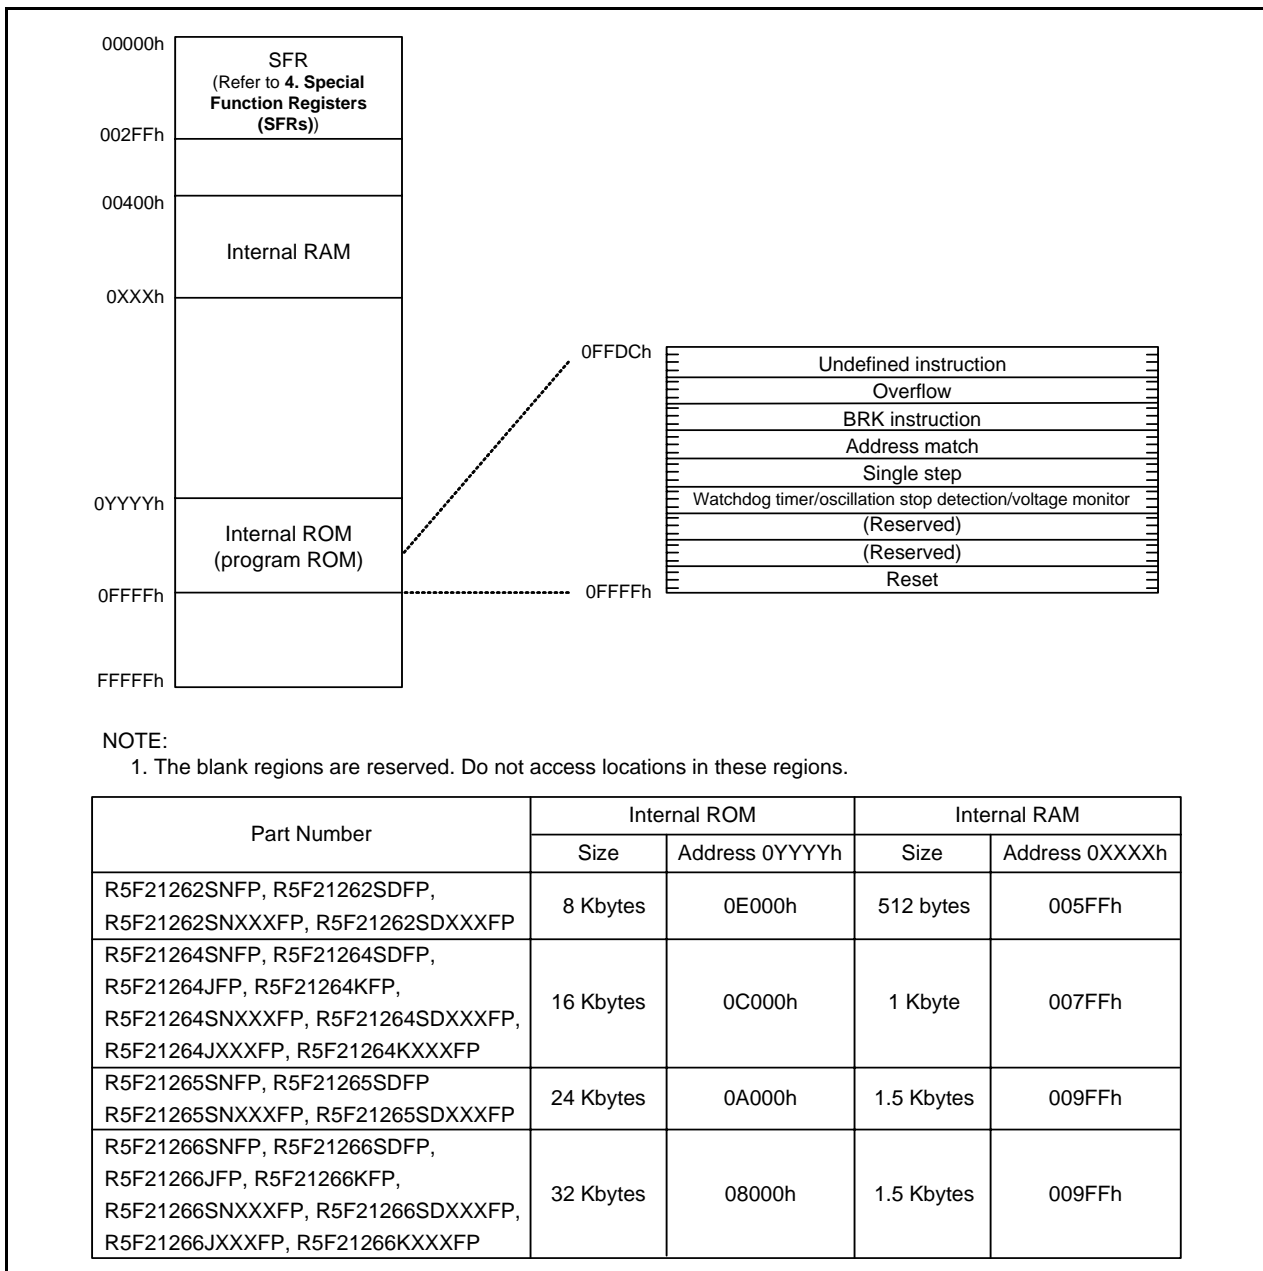 00000h
SFR
(Refer to 4. Special
Function Registers
(SFRs))
002FFh
00400h
Internal RAM
0XXXh
0YYYYh
Internal ROM
(program ROM)
0FFFFh
FFFFFh
0FFDCh
Undefined instruction
Overflow
BRK instruction
Address match
Single step
Watchdog timer/oscillation stop detection/voltage monitor
(Reserved)
(Reserved)
Reset
0FFFFh
NOTE:
1. The blank regions are reserved. Do not access locations in these regions.
Part Number
Internal ROM
Internal RAM
Size
Address 0YYYYh
Size
Address 0XXXXh
R5F21262SNFP, R5F21262SDFP,
R5F21262SNXXXFP, R5F21262SDXXXFP
8 Kbytes
0E000h
512 bytes
005FFh
R5F21264SNFP, R5F21264SDFP,
R5F21264JFP, R5F21264KFP,
R5F21264SNXXXFP, R5F21264SDXXXFP,
R5F21264JXXXFP, R5F21264KXXXFP
16 Kbytes
0C000h
1 Kbyte
007FFh
R5F21265SNFP, R5F21265SDFP
R5F21265SNXXXFP, R5F21265SDXXXFP
24 Kbytes
0A000h
1.5 Kbytes
009FFh
R5F21266SNFP, R5F21266SDFP,
R5F21266JFP, R5F21266KFP,
R5F21266SNXXXFP, R5F21266SDXXXFP,
R5F21266JXXXFP, R5F21266KXXXFP
32 Kbytes
08000h
1.5 Kbytes
009FFh